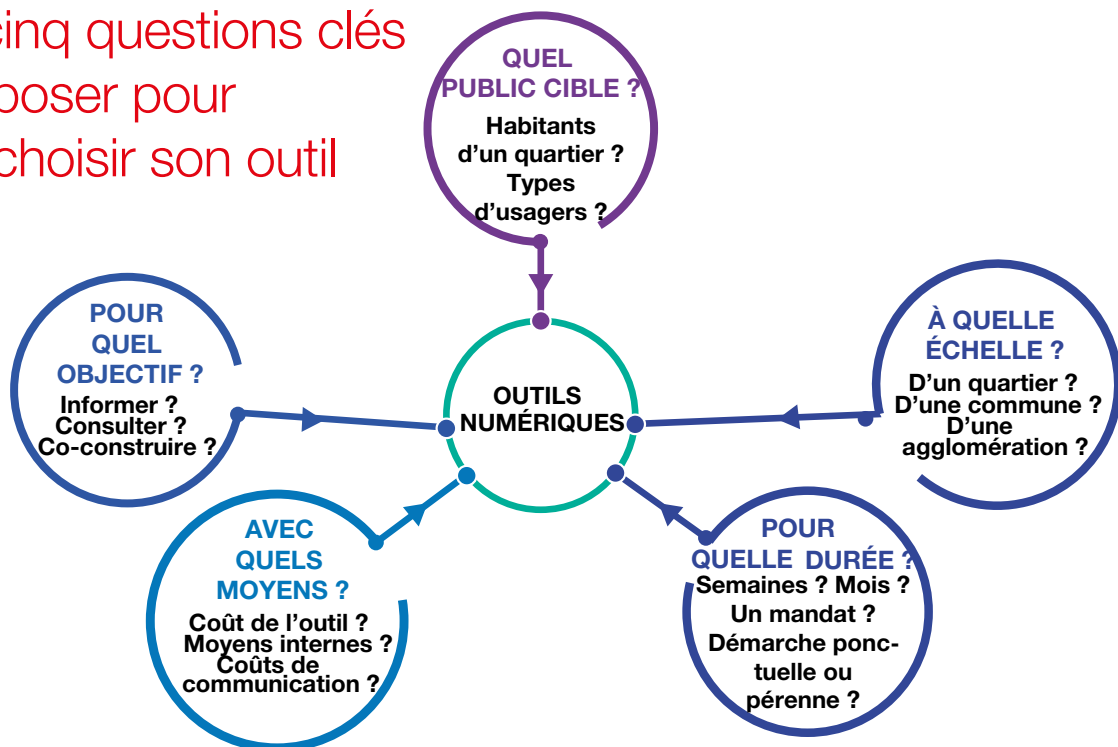 cinq questions clés
poser pour
choisir son outil
QUEL
PUBLIC CIBLE ?
Habitants
d'un quartier ?
Types
d'usagers ?
POUR
QUEL
OBJECTIF ?
Informer ?
Consulter ?
Co-construire ?
OUTILS
NUMÉRIQUES
À QUELLE
ÉCHELLE ?
D'un quartier ?
D'une commune ?
D'une
agglomération ?
AVEC
QUELS
MOYENS ?
Coût de l'outil ?
Moyens internes ?
Coûts de
communication ?
POUR
QUELLE DURÉE ?
Semaines ? Mois ?
Un mandat ?
Démarche ponc-
tuelle ou
pérenne ?